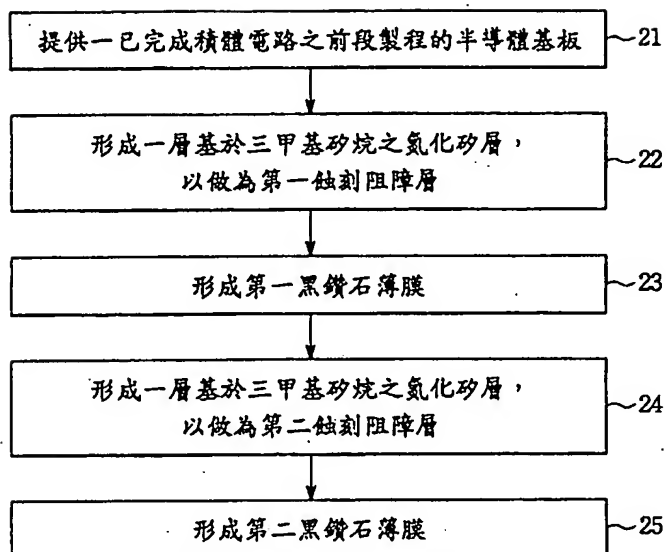 提供一已完成積體電路之前段製程的半導體基板 21
形成一層基於三甲基矽烷之氮化矽層，
以做為第一蝕刻阻障層 22
形成第一黑鑽石薄膜 23
形成一層基於三甲基矽烷之氮化矽層，
以做為第二蝕刻阻障層 24
形成第二黑鑽石薄膜 25